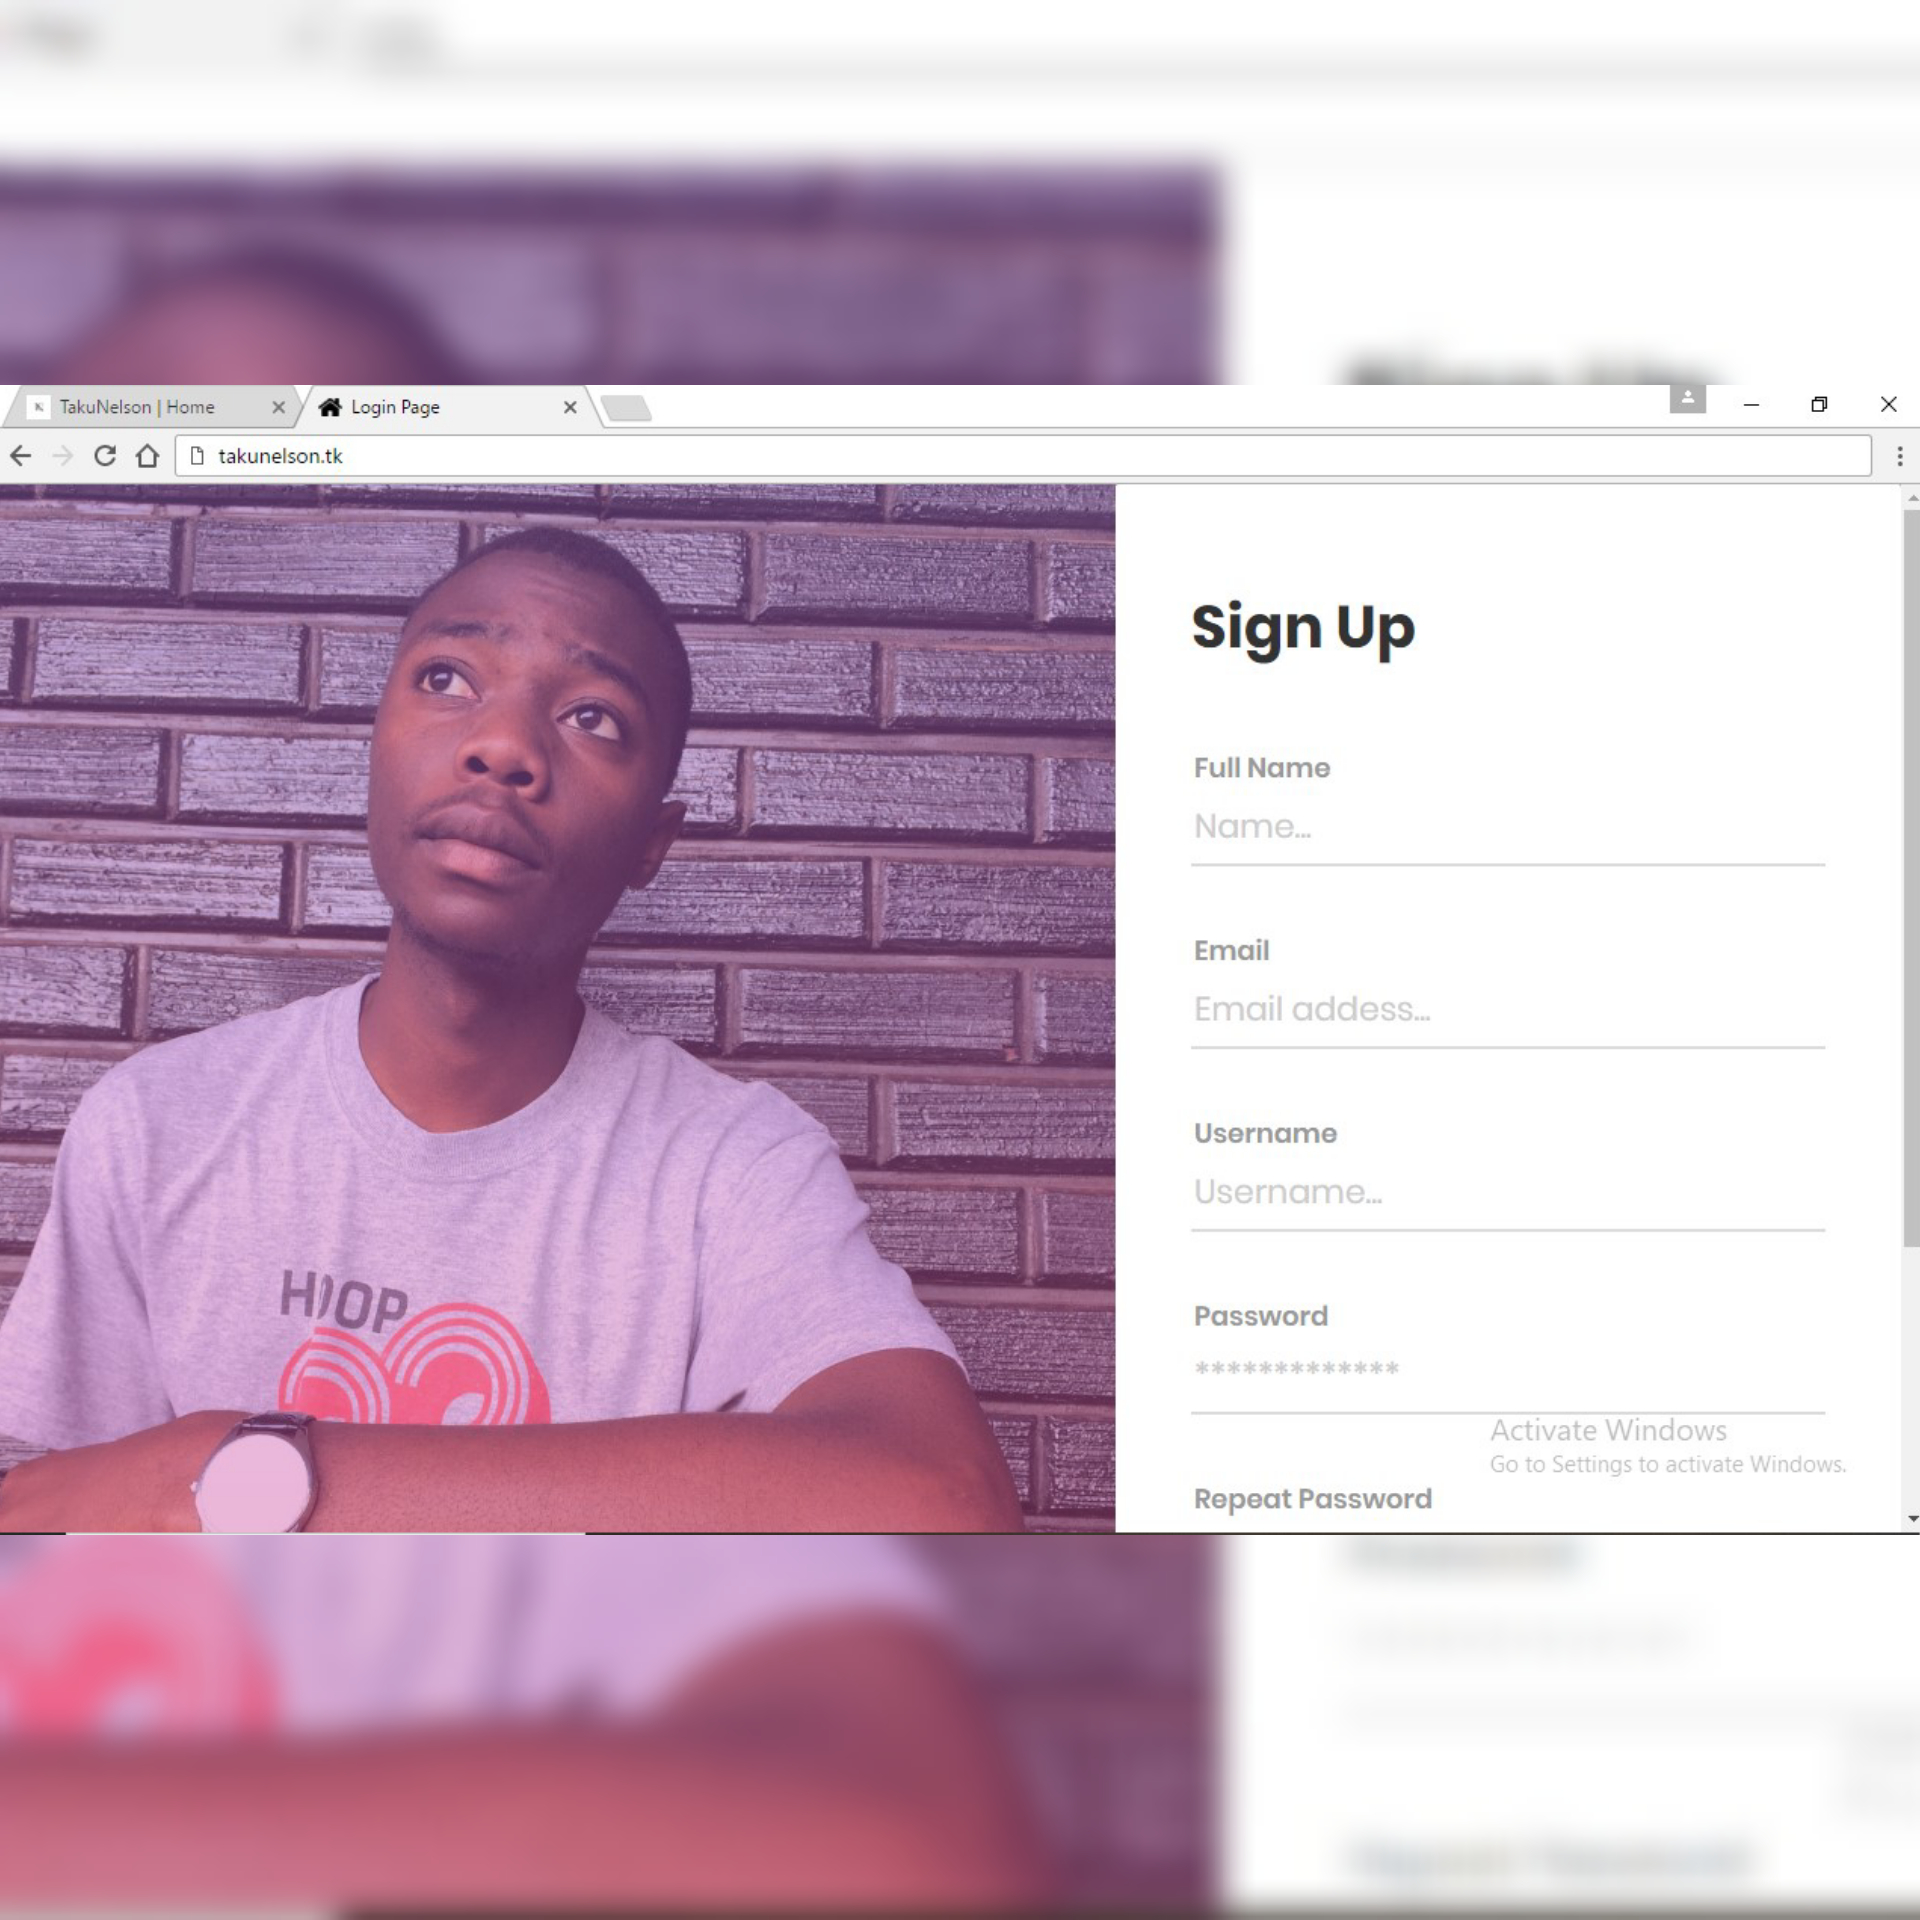 TakuNelson | Home
Login Page
takunelson.tk
Sign Up
Full Name
Name...
Email
Email addess...
Username
Username...
Password
*************
Activate Windows
Go to Settings to activate Windows.
Repeat Password
HOOP